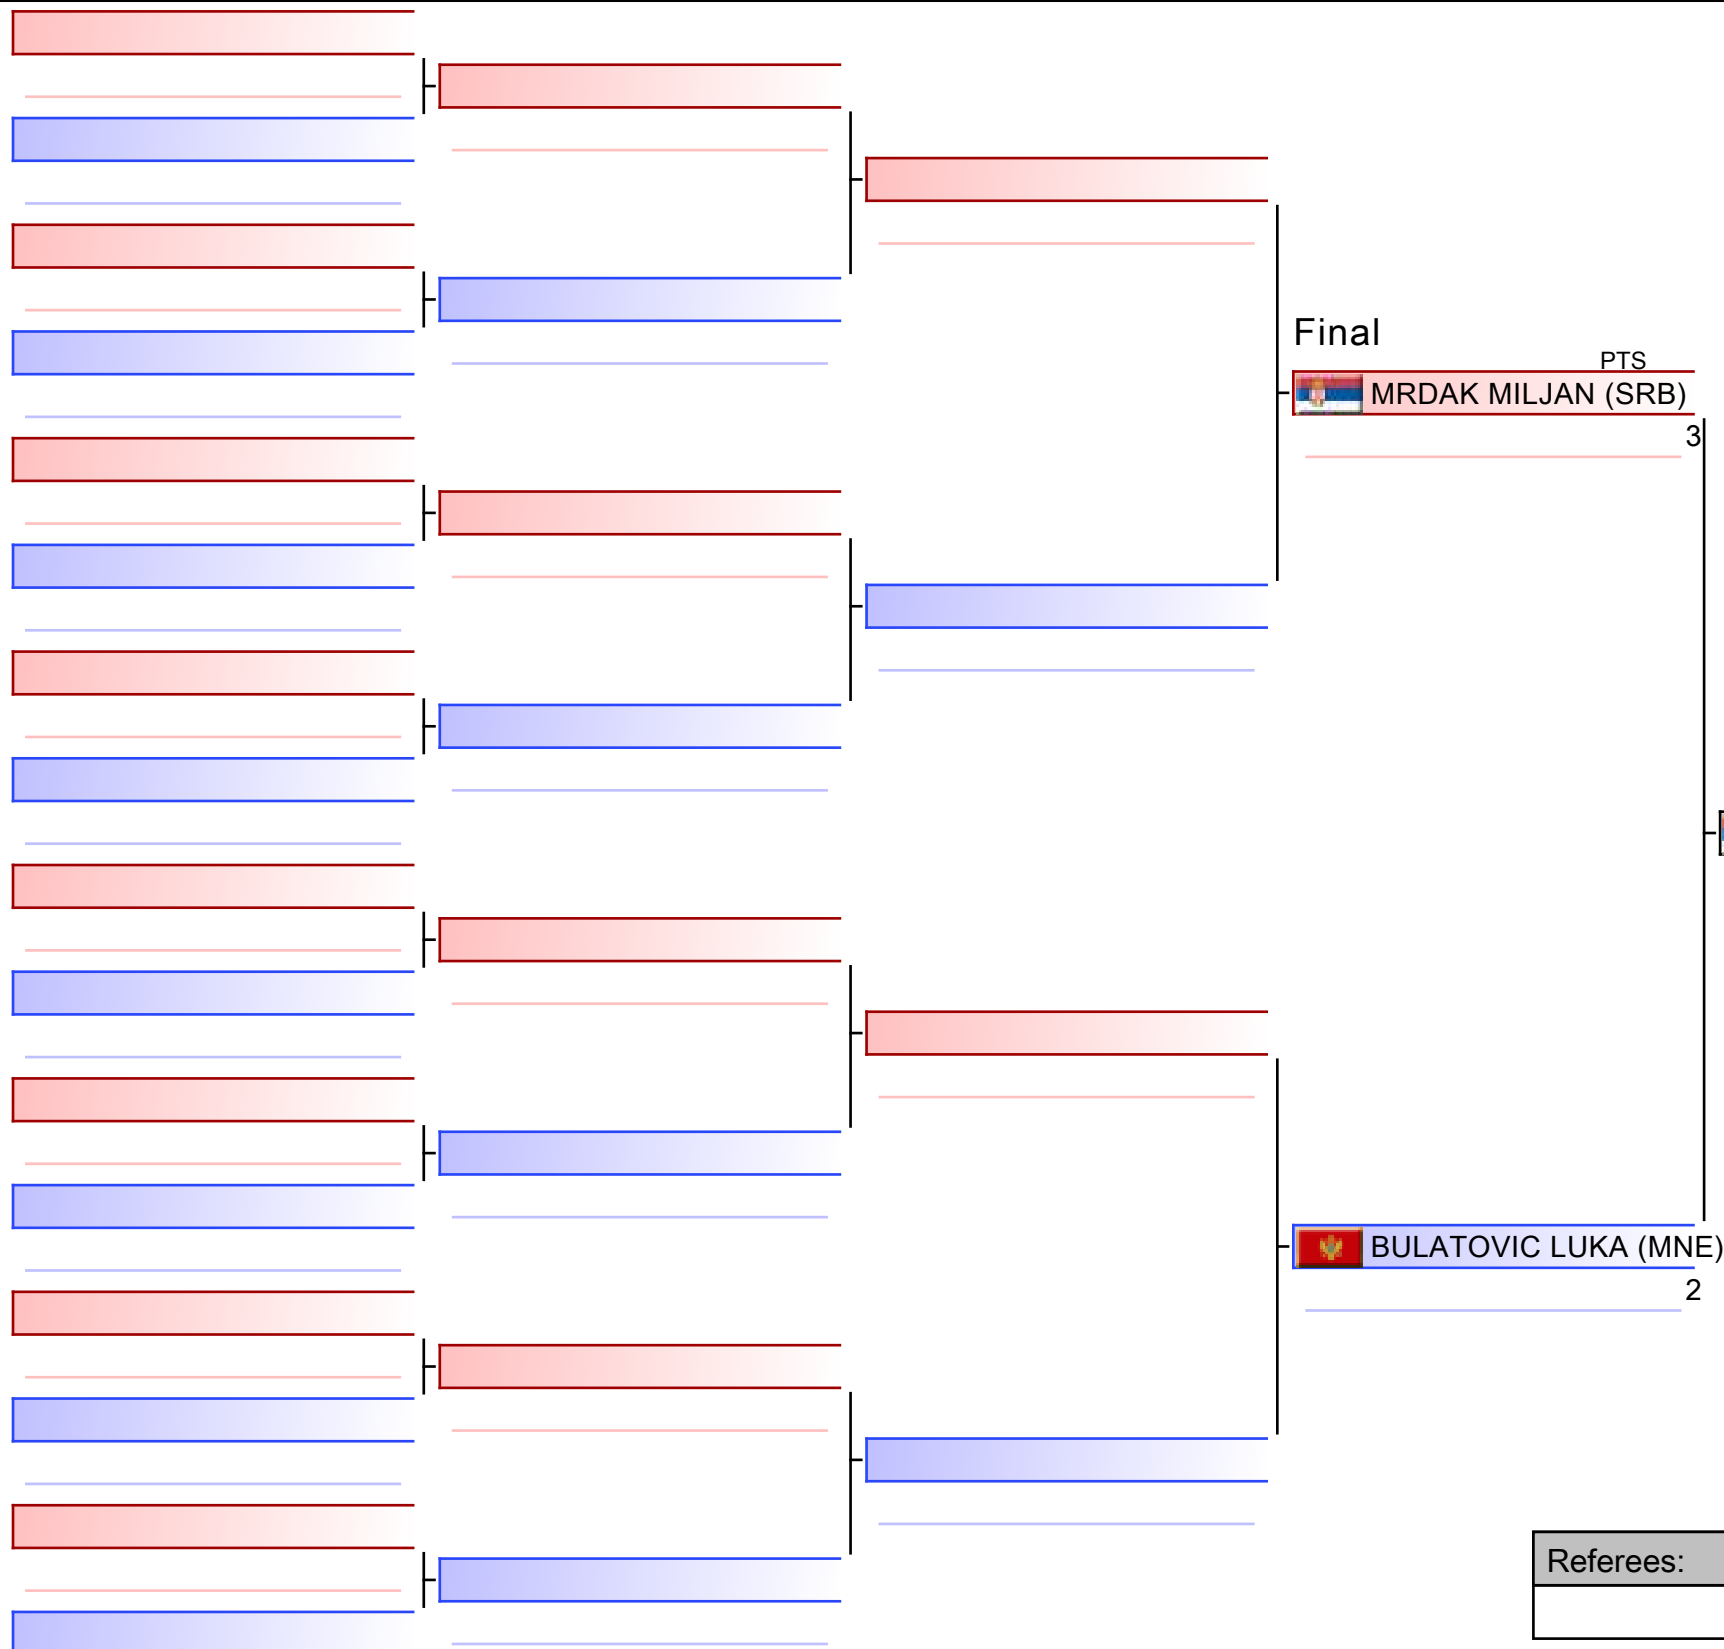 Final
PTS
MRDAK MILJAN (SRB)
3
BULATOVIC LUKA (MNE)
2
Referees: